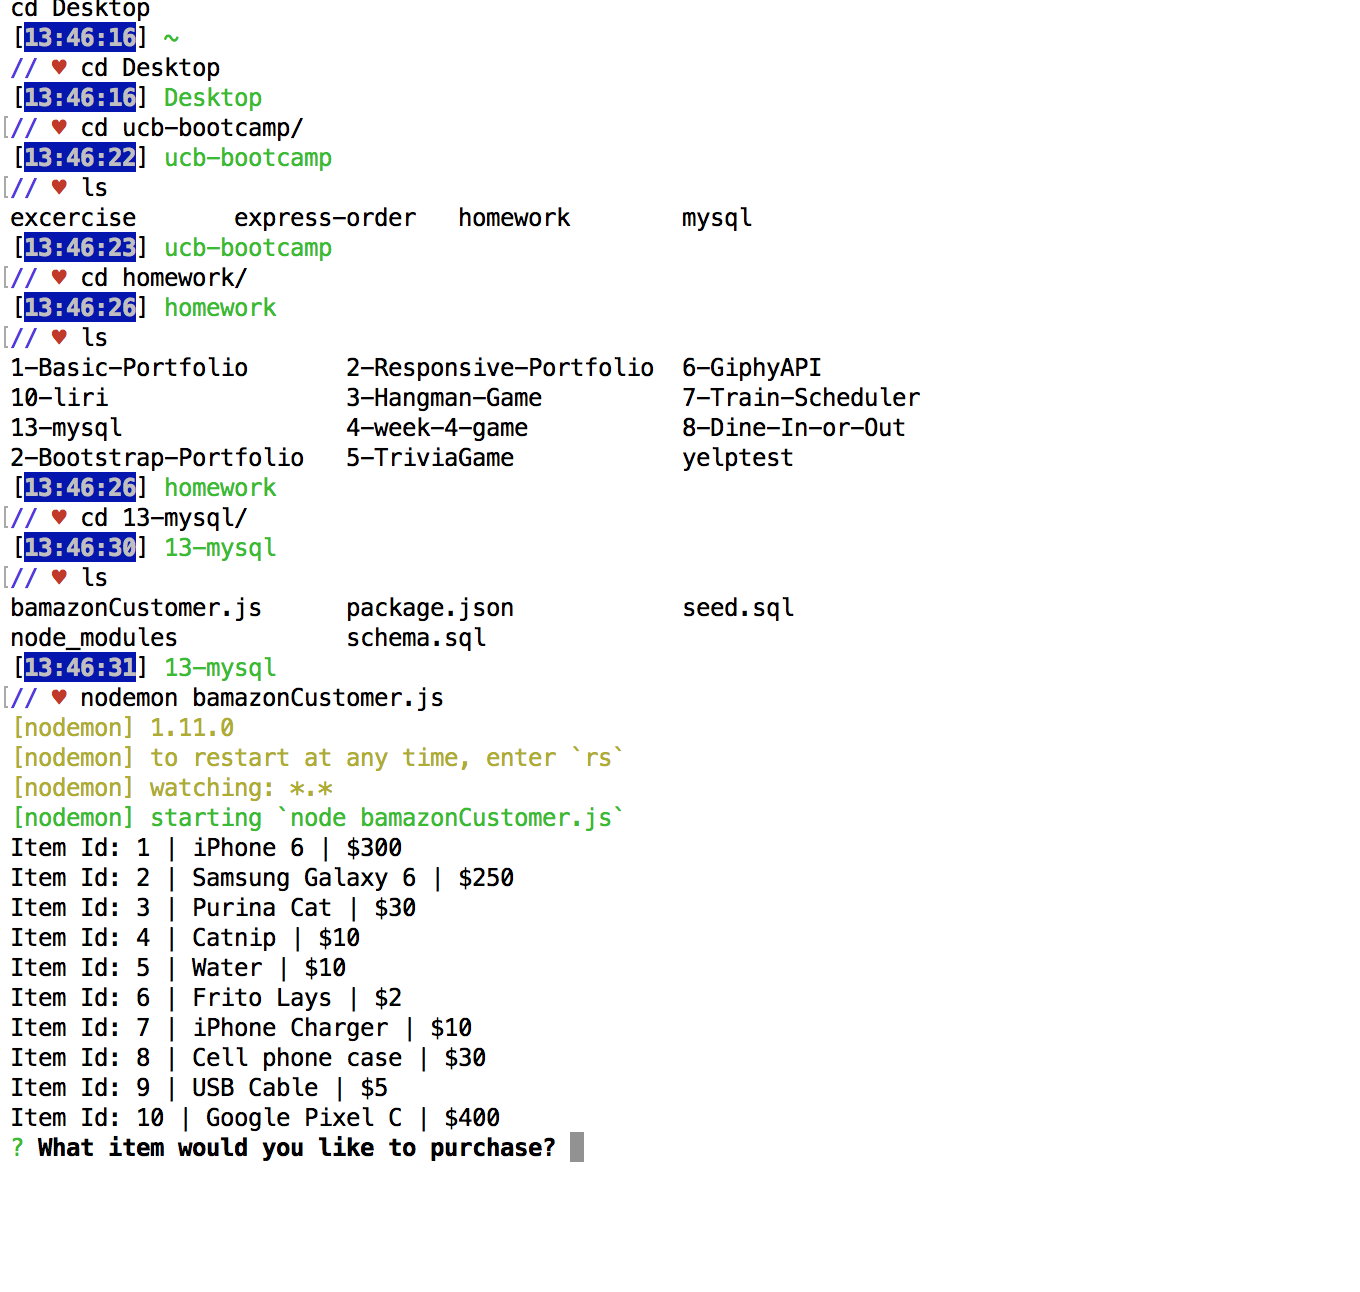 cd Desktop
[13:46:16] ~
// ♥ cd Desktop
[13:46:16] Desktop
[// ♥ cd ucb-bootcamp/
[13:46:22] ucb-bootcamp
[// ♥ ls
excercise express-order homework mysql
[13:46:23] ucb-bootcamp
[// ♥ cd homework/
[13:46:26] homework
[// ♥ ls
1-Basic-Portfolio 2-Responsive-Portfolio 6-GiphyAPI
10-liri 3-Hangman-Game 7-Train-Scheduler
13-mysql 4-week-4-game 8-Dine-In-or-Out
2-Bootstrap-Portfolio 5-TriviaGame yelptest
[13:46:26] homework
[// ♥ cd 13-mysql/
[13:46:30] 13-mysql
[// ♥ ls
bamazonCustomer.js package.json seed.sql
node_modules schema.sql
[13:46:31] 13-mysql
[// ♥ nodemon bamazonCustomer.js
[nodemon] 1.11.0
[nodemon] to restart at any time, enter `rs`
[nodemon] watching: *.*
[nodemon] starting `node bamazonCustomer.js`
Item Id: 1 | iPhone 6 | $300
Item Id: 2 | Samsung Galaxy 6 | $250
Item Id: 3 | Purina Cat | $30
Item Id: 4 | Catnip | $10
Item Id: 5 | Water | $10
Item Id: 6 | Frito Lays | $2
Item Id: 7 | iPhone Charger | $10
Item Id: 8 | Cell phone case | $30
Item Id: 9 | USB Cable | $5
Item Id: 10 | Google Pixel C | $400
? What item would you like to purchase?